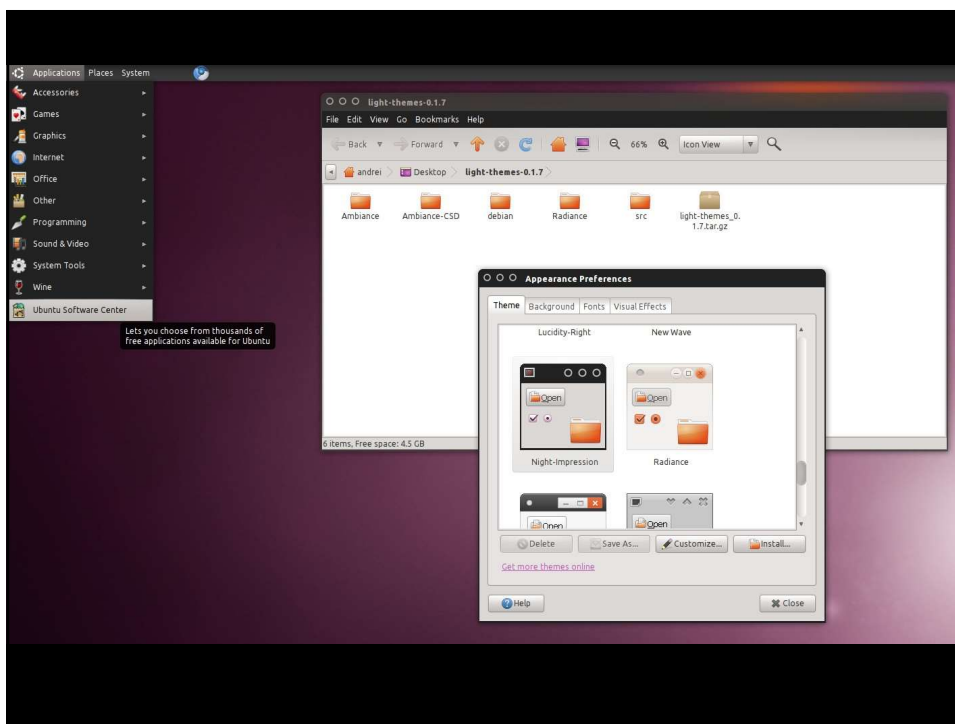 Applications Places System
Accessories
Games
Graphics
Internet
Office
Other
Programming
Sound & Video
System Tools
Wine
Ubuntu Software Center
Lets you choose from thousands of
free applications available for Ubuntu
light-themes-0.1.7
File Edit View Go Bookmarks Help
Back Forward 66% Icon View
andrei Desktop light-themes-0.1.7
Ambiance Ambiance-CSD debian Radiance src light-themes_0.
1.7.tar.gz
6 items, Free space: 4.5 GB
Appearance Preferences
Theme Background Fonts Visual Effects
Lucidity-Right New Wave
Open Open
Night-Impression Radiance
Open Open
Delete Save As... Customize... Install...
Get more themes online
Help Close